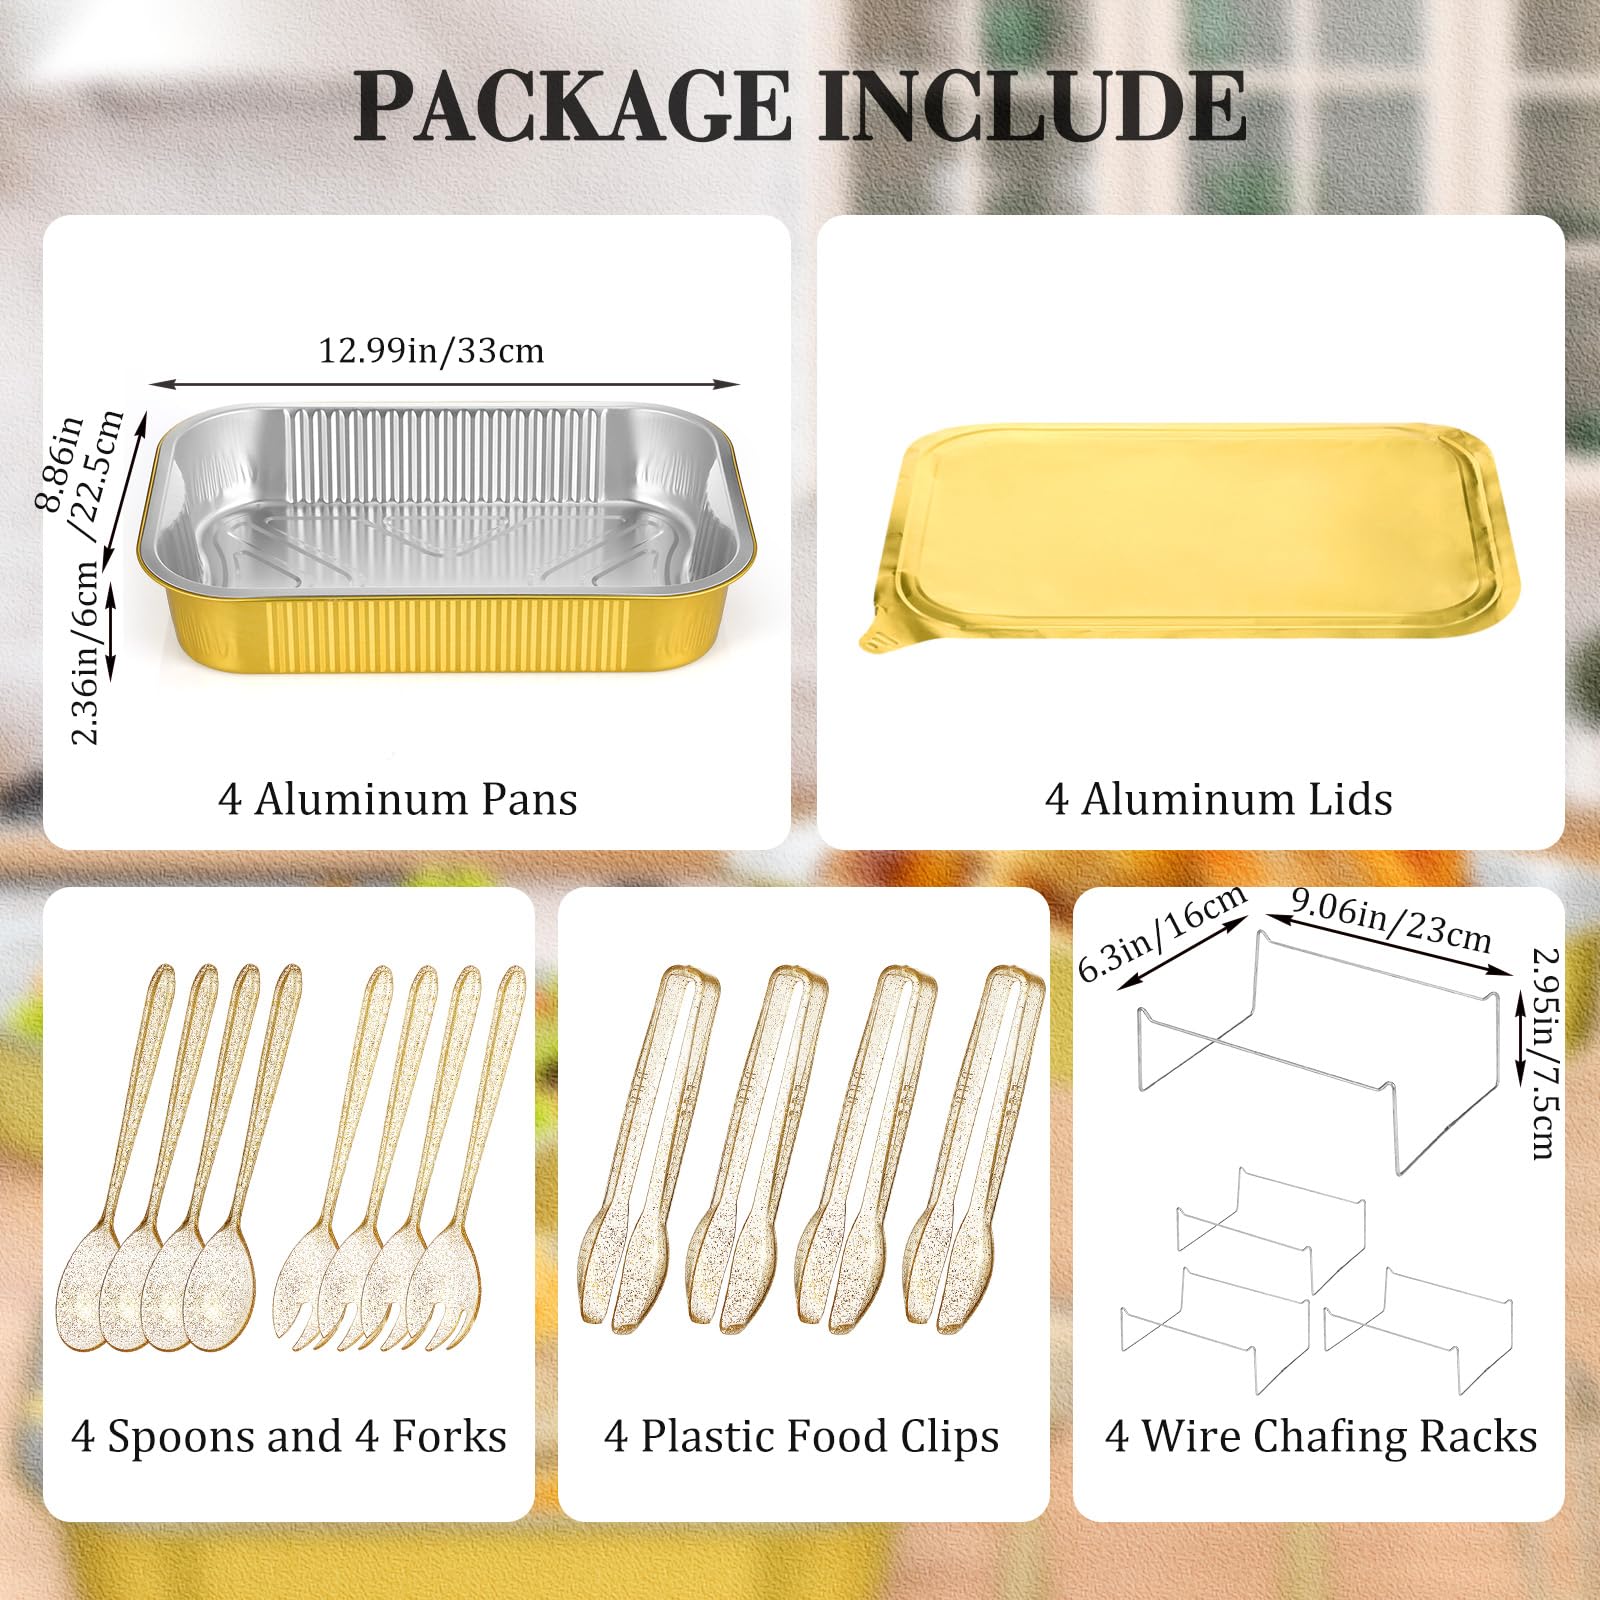 PACKAGE INCLUDE
12.99in/33cm
8.86in
/22.5cm
2.36in/6cm
4 Aluminum Pans
4 Aluminum Lids
4 Spoons and 4 Forks
4 Plastic Food Clips
6.3in/16cm
9.06in/23cm
2.95in/7.5cm
4 Wire Chafing Racks